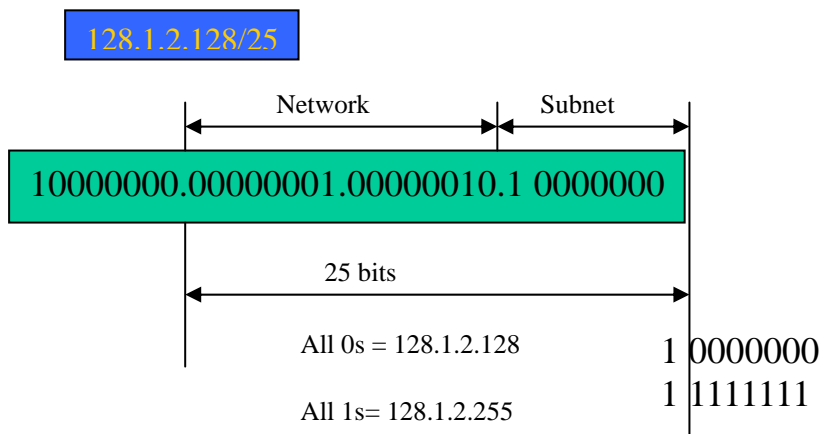 128.1.2.128/25
Network Subnet
10000000.00000001.00000010.1 0000000
25 bits
All 0s = 128.1.2.128
1 0000000
1 1111111
All 1s= 128.1.2.255